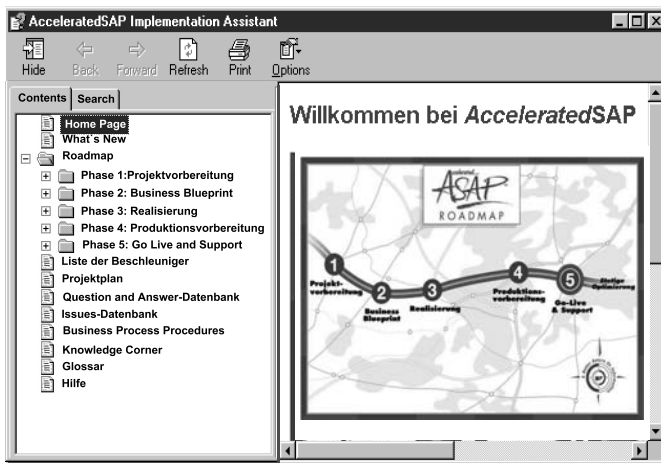 AcceleratedSAP Implementation Assistant
Hide Back Forward Refresh Print Options
Contents Search
Home Page
What`s New
Roadmap
Phase 1:Projektvorbereitung
Phase 2: Business Blueprint
Phase 3: Realisierung
Phase 4: Produktionsvorbereitung
Phase 5: Go Live and Support
Liste der Beschleuniger
Projektplan
Question and Answer-Datenbank
Issues-Datenbank
Business Process Procedures
Knowledge Corner
Glossar
Hilfe
Willkommen bei AcceleratedSAP
Accelerated
ASAP
ROADMAP
1
Projekt-
vorbereitung
2
Business
Blueprint
3
Realisierung
4
Produktions-
vorbereitung
5
Go-Live
& Support
Stetige
Optimierung